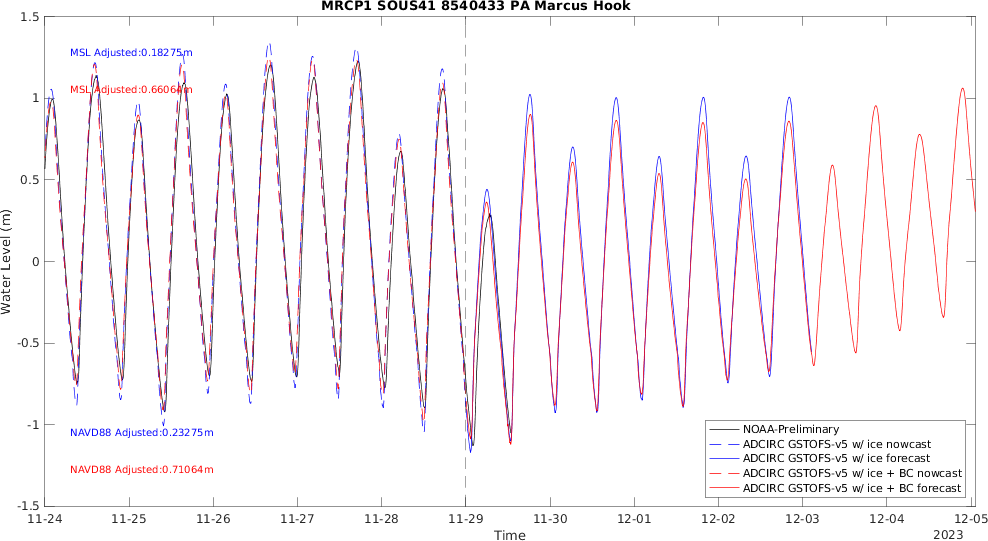 MRCP1 SOUS41 8540433 PA Marcus Hook
1.5
MSL Adjusted:0.18275m
MSL Adjusted:0.66064m
1
0.5
Water Level (m)
0
-0.5
-1
NAVD88 Adjusted:0.23275m
NAVD88 Adjusted:0.71064m
NOAA-Preliminary
ADCIRC GSTOFS-v5 w/ ice nowcast
ADCIRC GSTOFS-v5 w/ ice forecast
ADCIRC GSTOFS-v5 w/ ice + BC nowcast
ADCIRC GSTOFS-v5 w/ ice + BC forecast
-1.5
11-24 11-25 11-26 11-27 11-28 11-29 11-30 12-01 12-02 12-03 12-04 12-05
Time
2023